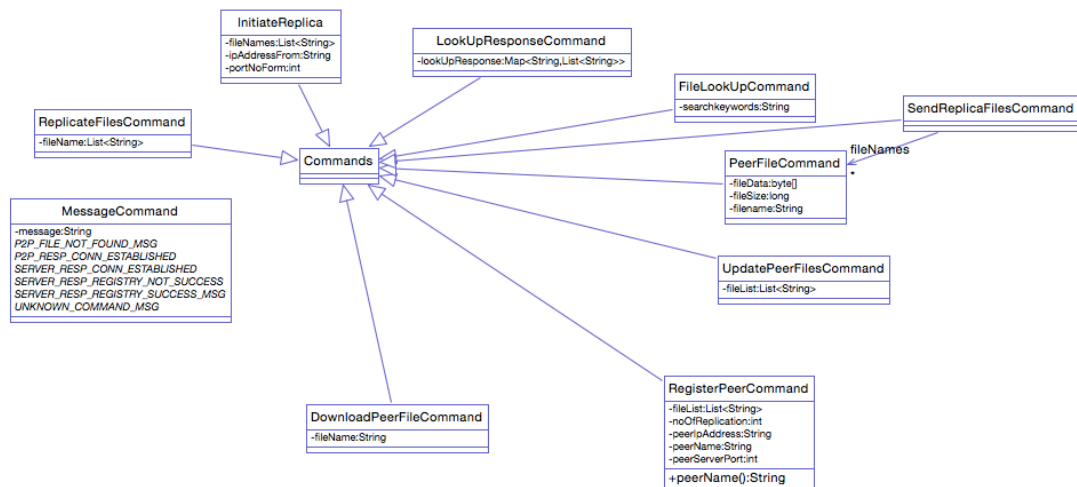 InitiateReplica
-fileNames:List<String>
-ipAddressFrom:String
-portNoForm:int
LookUpResponseCommand
-lookUpResponse:Map<String,List<String>>
FileLookUpCommand
-searchkeywords:String
SendReplicaFilesCommand
ReplicateFilesCommand
-fileName:List<String>
Commands
fileNames
*
PeerFileCommand
-fileData:byte[]
-fileSize:long
-filename:String
MessageCommand
-message:String
P2P_FILE_NOT_FOUND_MSG
P2P_RESP_CONN_ESTABLISHED
SERVER_RESP_CONN_ESTABLISHED
SERVER_RESP_REGISTRY_NOT_SUCCESS
SERVER_RESP_REGISTRY_SUCCESS_MSG
UNKNOWN_COMMAND_MSG
UpdatePeerFilesCommand
-fileList:List<String>
DownloadPeerFileCommand
-fileName:String
RegisterPeerCommand
-fileList:List<String>
-noOfReplication:int
-peerIpAddress:String
-peerName:String
-peerServerPort:int
+peerName():String